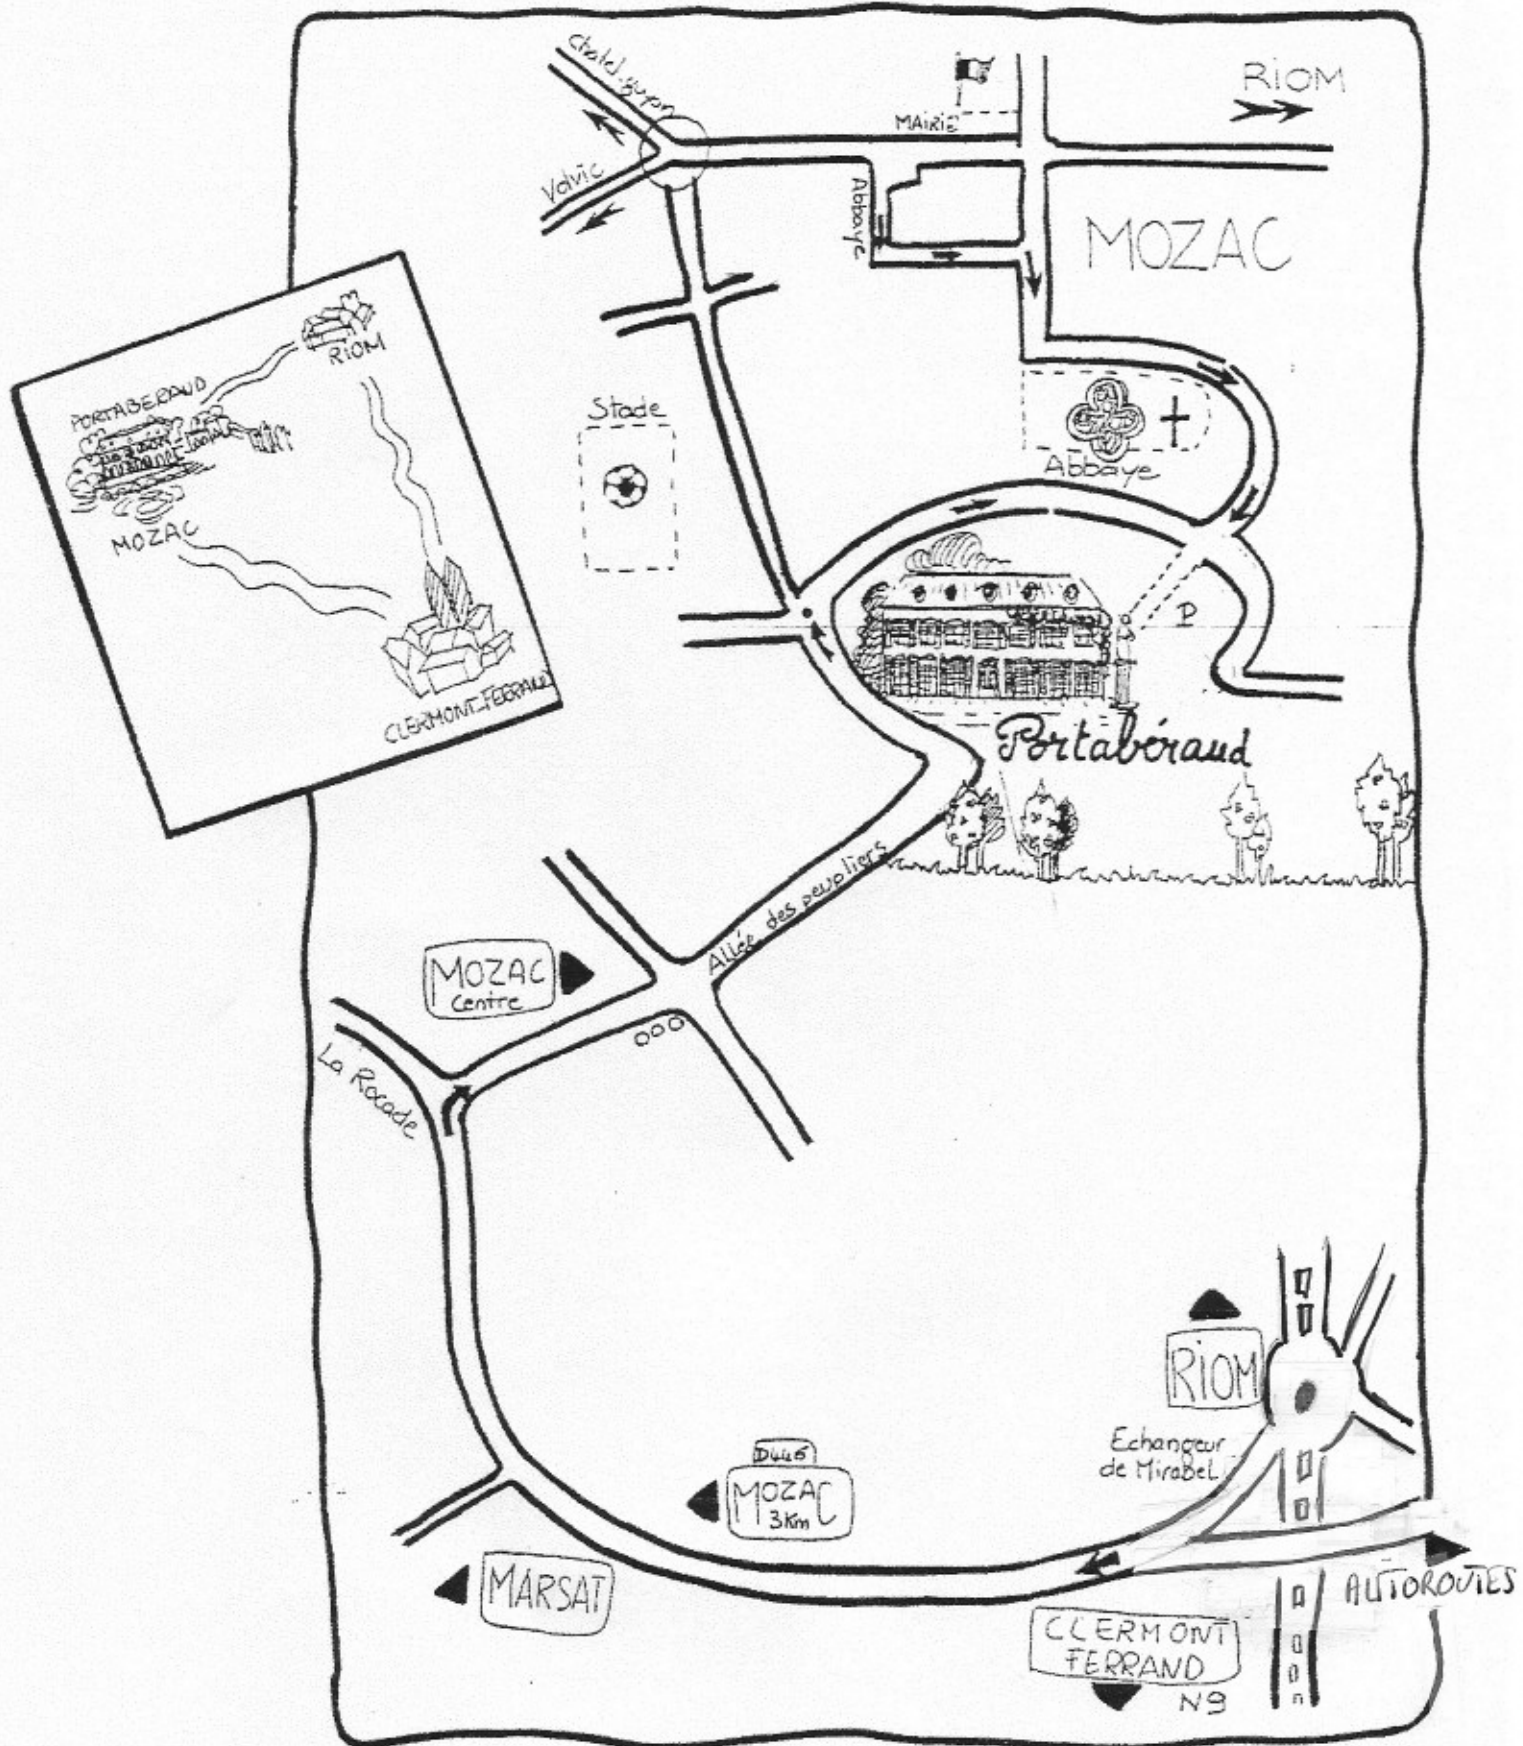 Chatel-guyon
Volvic
MAIRIE
RIOM
Abbaye
MOZAC
RIOM
PORTABERAUD
MOZAC
CLERMONT-FERRAND
Stade
Abbaye
P
Portabéraud
Allée des peupliers
MOZAC
Centre
La Rocade
RIOM
Echangeur
de MiraBeL
D446
MOZAC
3Km
MARSAT
AUTOROUTES
CLERMONT
FERRAND
N9